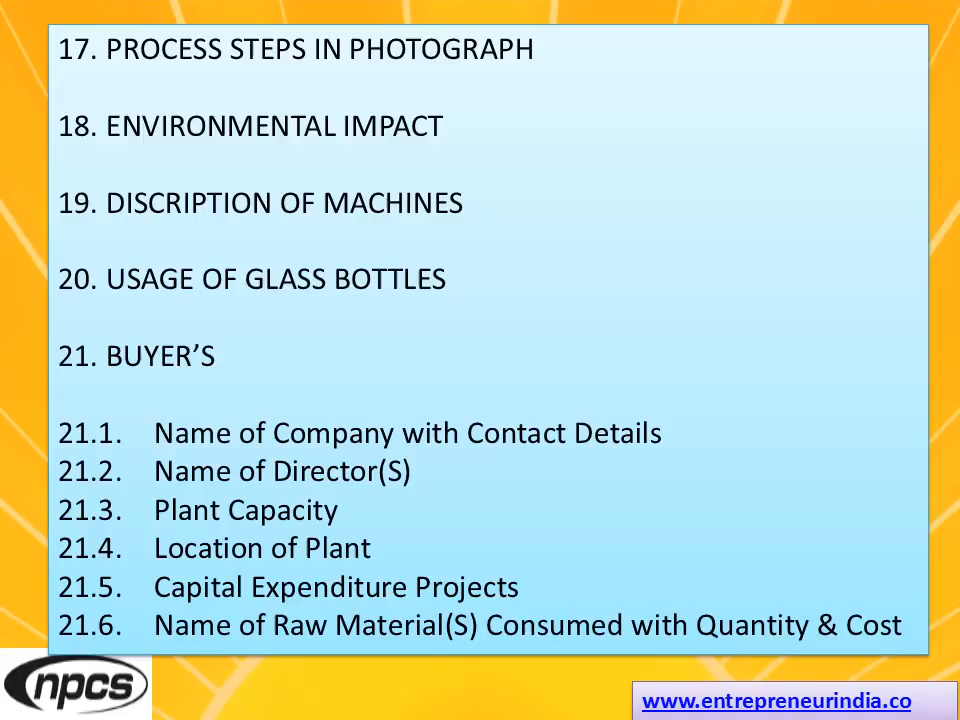 17. PROCESS STEPS IN PHOTOGRAPH
18. ENVIRONMENTAL IMPACT
19. DISCRIPTION OF MACHINES
20. USAGE OF GLASS BOTTLES
21. BUYER’S
21.1. Name of Company with Contact Details
21.2. Name of Director(S)
21.3. Plant Capacity
21.4. Location of Plant
21.5. Capital Expenditure Projects
21.6. Name of Raw Material(S) Consumed with Quantity & Cost
npcs
www.entrepreneurindia.co